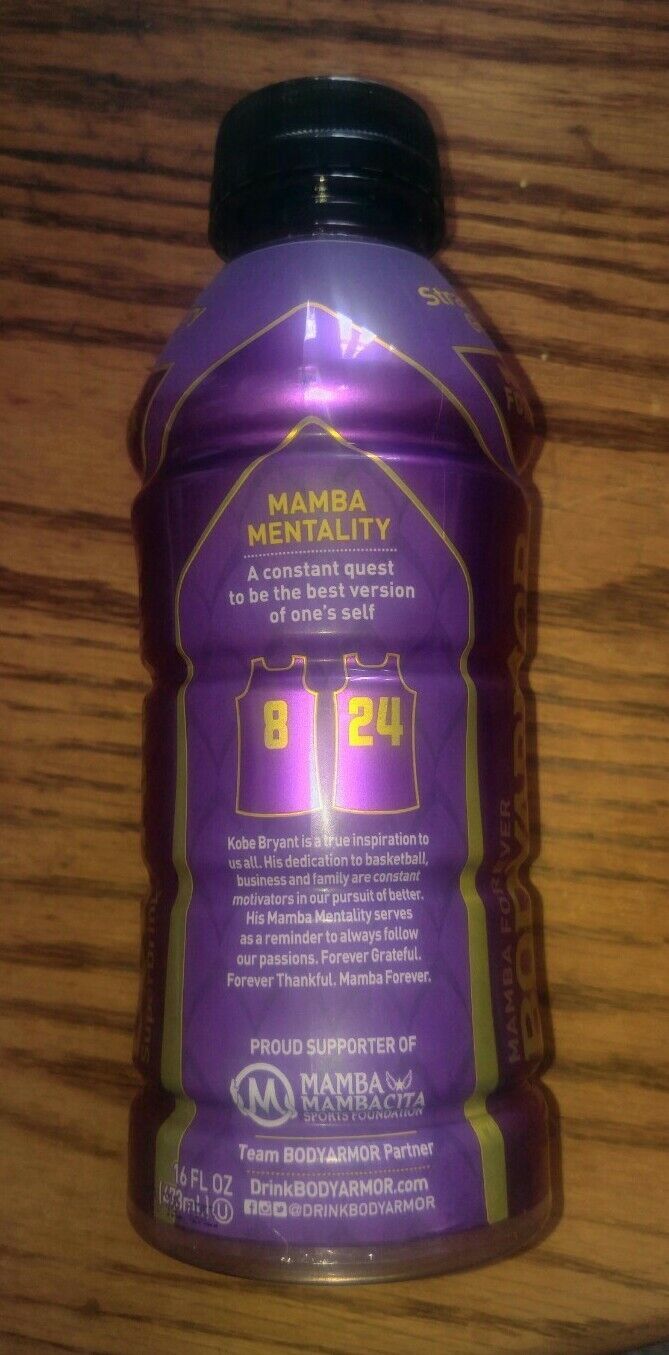 MAMBA
MENTALITY
A constant quest
to be the best version
of one's self
8
24
Kobe Bryant is a true inspiration to
us all. His dedication to basketball,
business and family are constant
motivators in our pursuit of better.
His Mamba Mentality serves
as a reminder to always follow
our passions. Forever Grateful.
Forever Thankful. Mamba Forever.
PROUD SUPPORTER OF
M
MAMBA
MAMBACITA
SPORTS FOUNDATION
Team BODYARMOR Partner
DrinkBODYARMOR.com
@DRINKBODYARMOR
16 FL OZ
(473mL) U
MAMBA FOREVER
BODYARMOR
SuperDrink